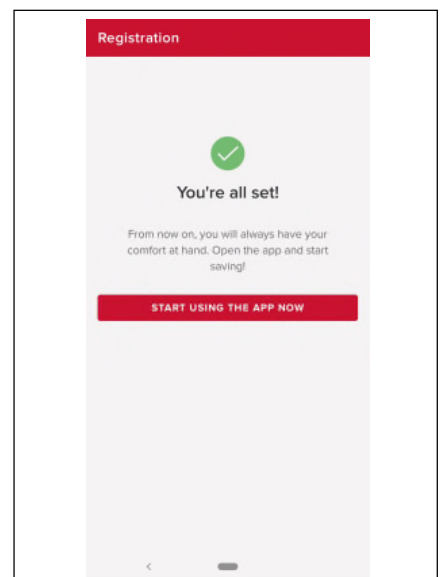 Registration
You're all set!
From now on, you will always have your
comfort at hand. Open the app and start
saving!
START USING THE APP NOW